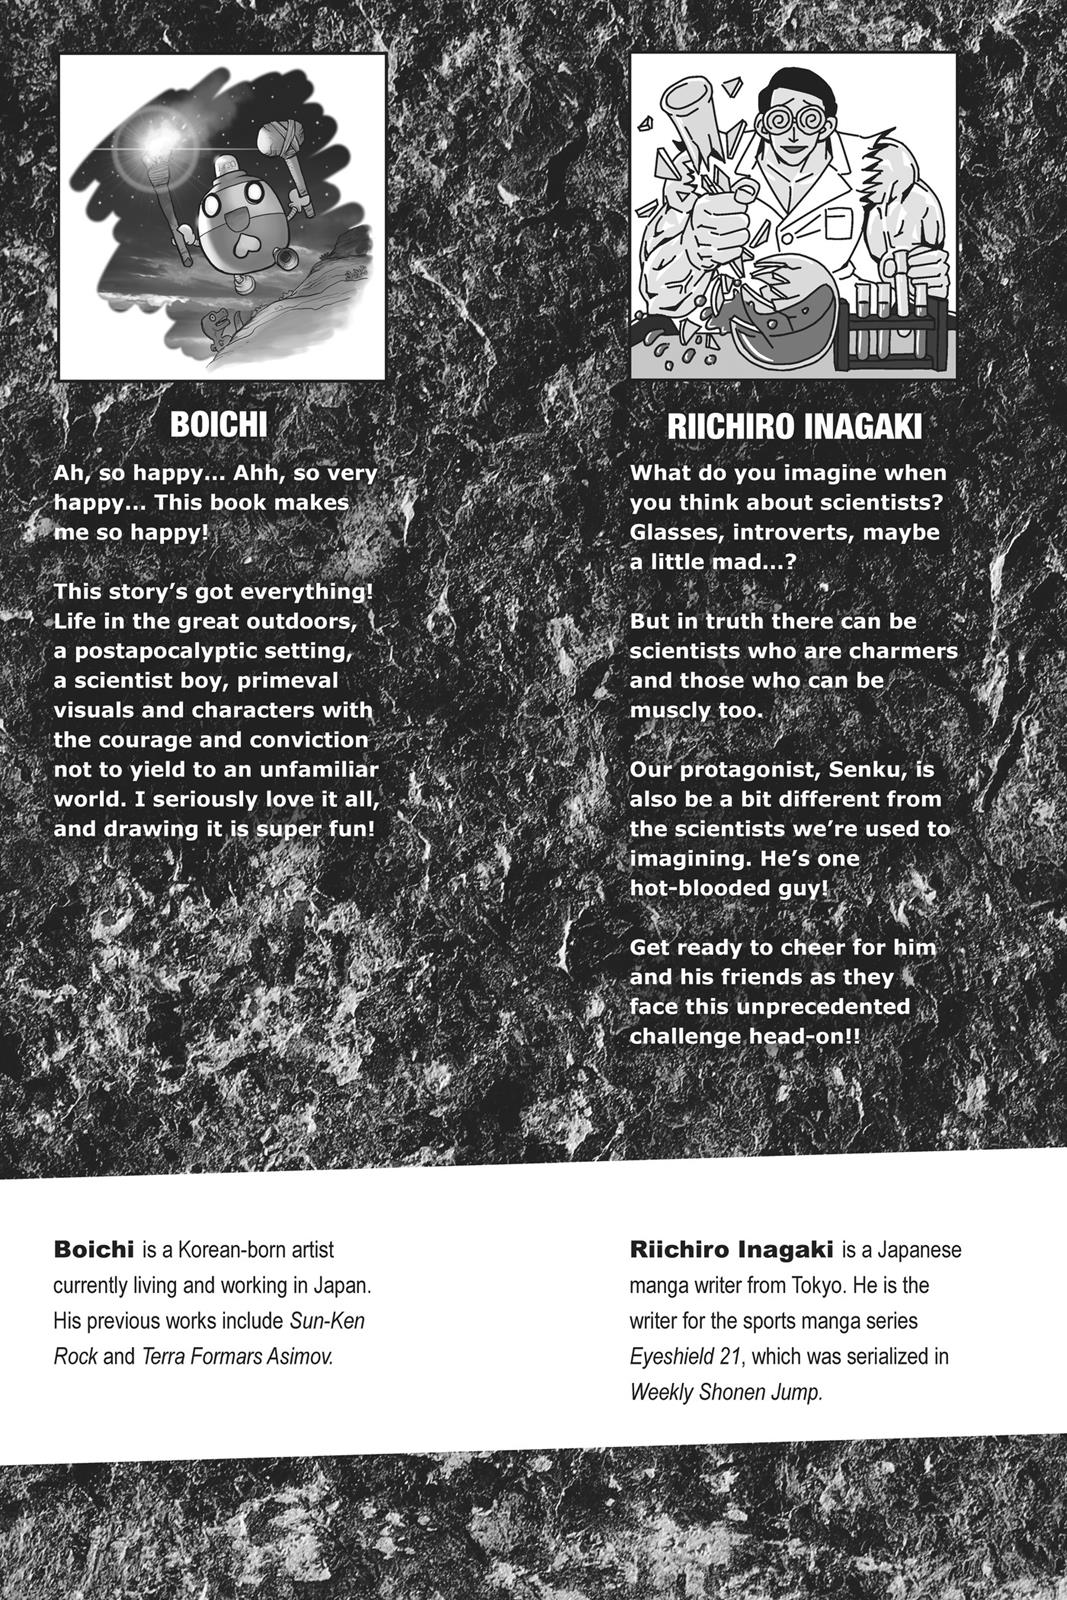 BOICHI
Ah, so happy... Ahh, so very
happy... This book makes
me so happy!
This story's got everything!
Life in the great outdoors,
a postapocalyptic setting,
a scientist boy, primeval
visuals and characters with
the courage and conviction
not to yield to an unfamiliar
world. I seriously love it all,
and drawing it is super fun!
RIICHIRO INAGAKI
What do you imagine when
you think about scientists?
Glasses, introverts, maybe
a little mad...?
But in truth there can be
scientists who are charmers
and those who can be
muscly too.
Our protagonist, Senku, is
also be a bit different from
the scientists we're used to
imagining. He's one
hot-blooded guy!
Get ready to cheer for him
and his friends as they
face this unprecedented
challenge head-on!!
Boichi is a Korean-born artist
currently living and working in Japan.
His previous works include Sun-Ken
Rock and Terra Formars Asimov.
Riichiro Inagaki is a Japanese
manga writer from Tokyo. He is the
writer for the sports manga series
Eyeshield 21, which was serialized in
Weekly Shonen Jump.